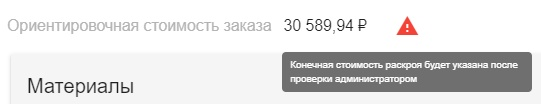 Ориентировочная стоимость заказа 30 589,94 ₽
Конечная стоимость раскроя будет указана после
проверки администратором
Материалы